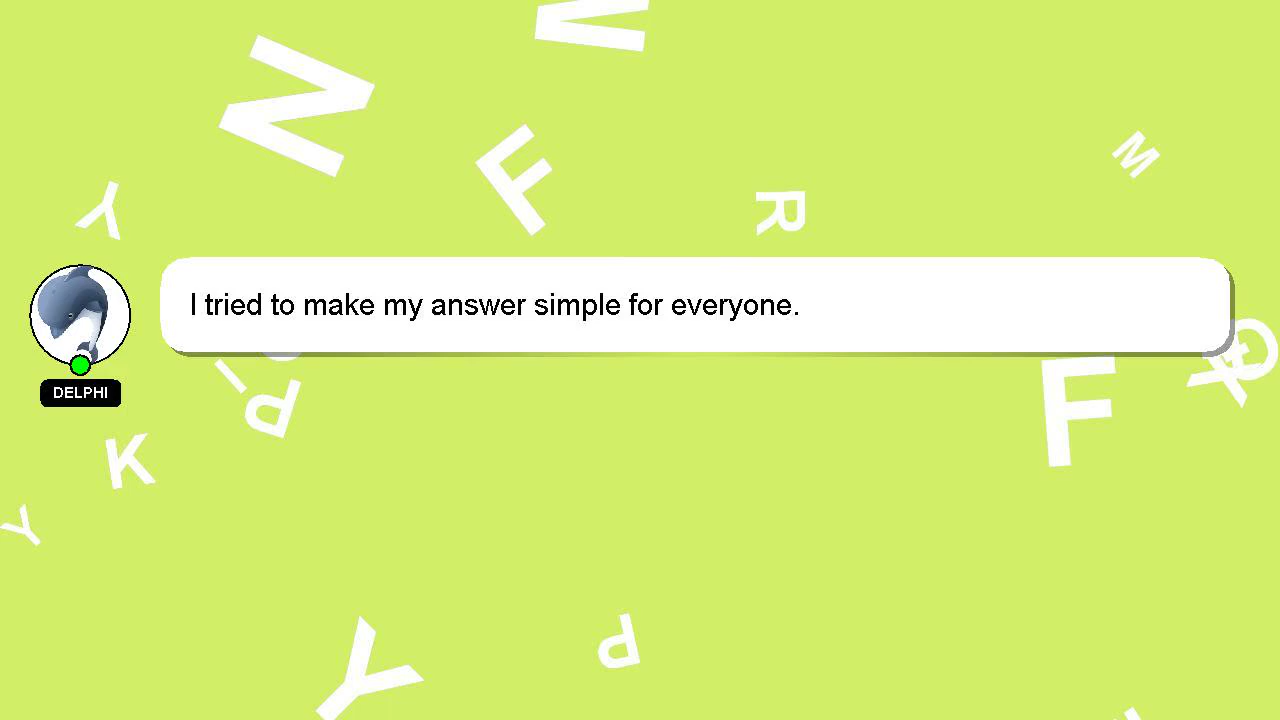 N
F
M
Y
R
I tried to make my answer simple for everyone.
DELPHI
P
F
K
Y
Y
P